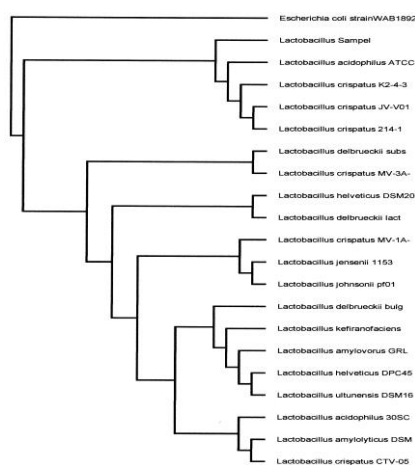 Escherichia coli strainWAB1892
Lactobacillus Sampel
Lactobacillus acidophilus ATCC
Lactobacillus crispatus K2-4-3
Lactobacillus crispatus JV-V01
Lactobacillus crispatus 214-1
Lactobacillus delbrueckii subs
Lactobacillus crispatus MV-3A-
Lactobacillus helveticus DSM20
Lactobacillus delbrueckii lact
Lactobacillus crispatus MV-1A-
Lactobacillus jensenii 1153
Lactobacillus johnsonii pf01
Lactobacillus delbrueckii bulg
Lactobacillus kefiranofaciens
Lactobacillus amylovorus GRL
Lactobacillus helveticus DPC45
Lactobacillus ultunensis DSM16
Lactobacillus acidophilus 30SC
Lactobacillus amylolyticus DSM
Lactobacillus crispatus CTV-05